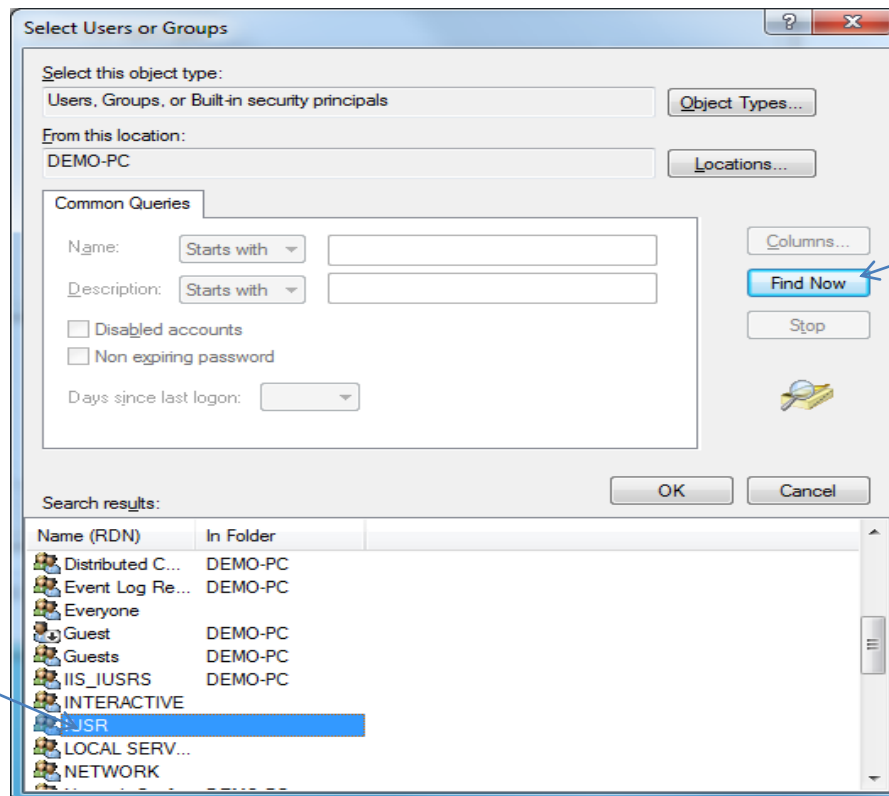 Select Users or Groups
Select this object type:
Users, Groups, or Built-in security principals
Object Types...
From this location:
DEMO-PC
Locations...
Common Queries
Name:
Starts with
Columns...
Description:
Starts with
Find Now
Disabled accounts
Stop
Non expiring password
Days since last logon:
OK
Cancel
Search results:
Name (RDN) In Folder
Distributed C... DEMO-PC
Event Log Re... DEMO-PC
Everyone
Guest DEMO-PC
Guests DEMO-PC
IIS_IUSRS DEMO-PC
INTERACTIVE
IUSR
LOCAL SERV...
NETWORK